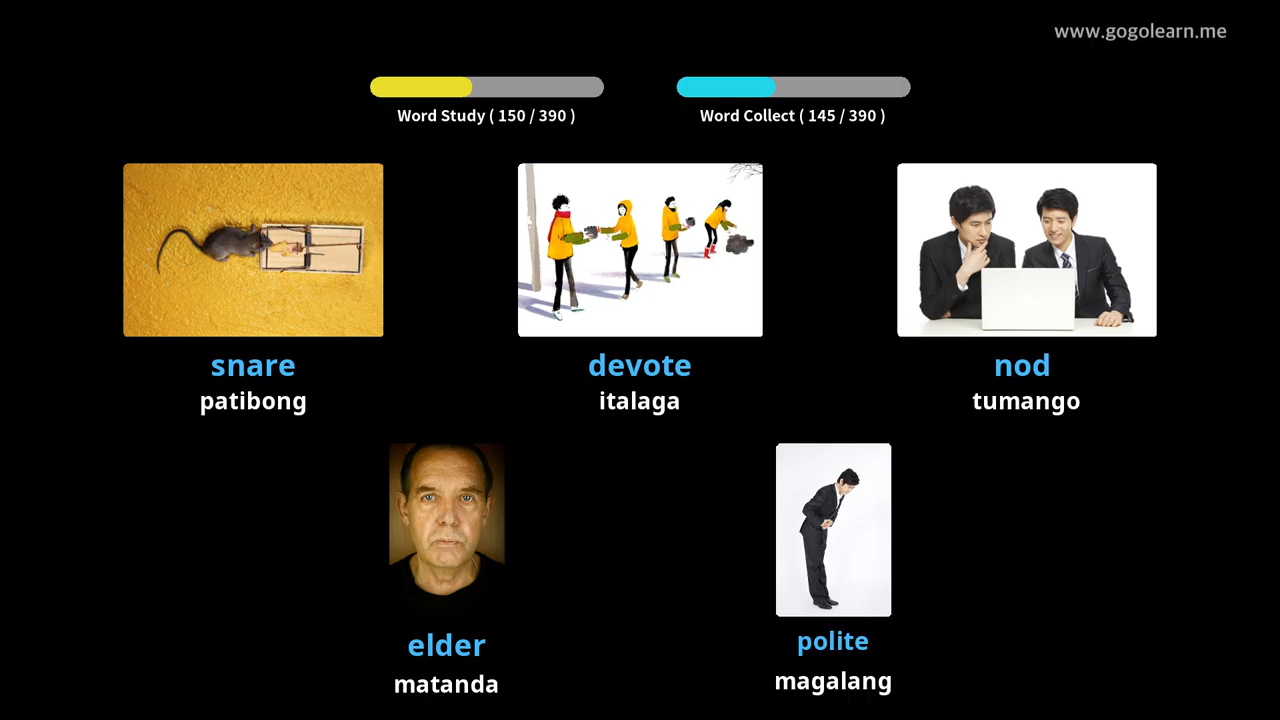 www.gogolearn.me
Word Study ( 150 / 390 )
Word Collect ( 145 / 390 )
snare
patibong
devote
italaga
nod
tumango
elder
matanda
polite
magalang